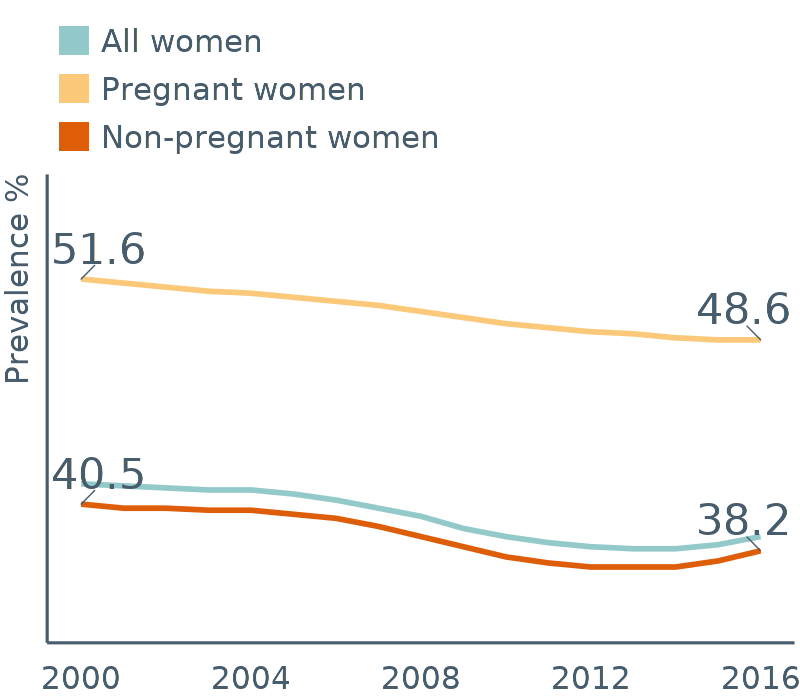 All women
Pregnant women
Non-pregnant women
Prevalence %
51.6
48.6
40.5
38.2
2000 2004 2008 2012 2016